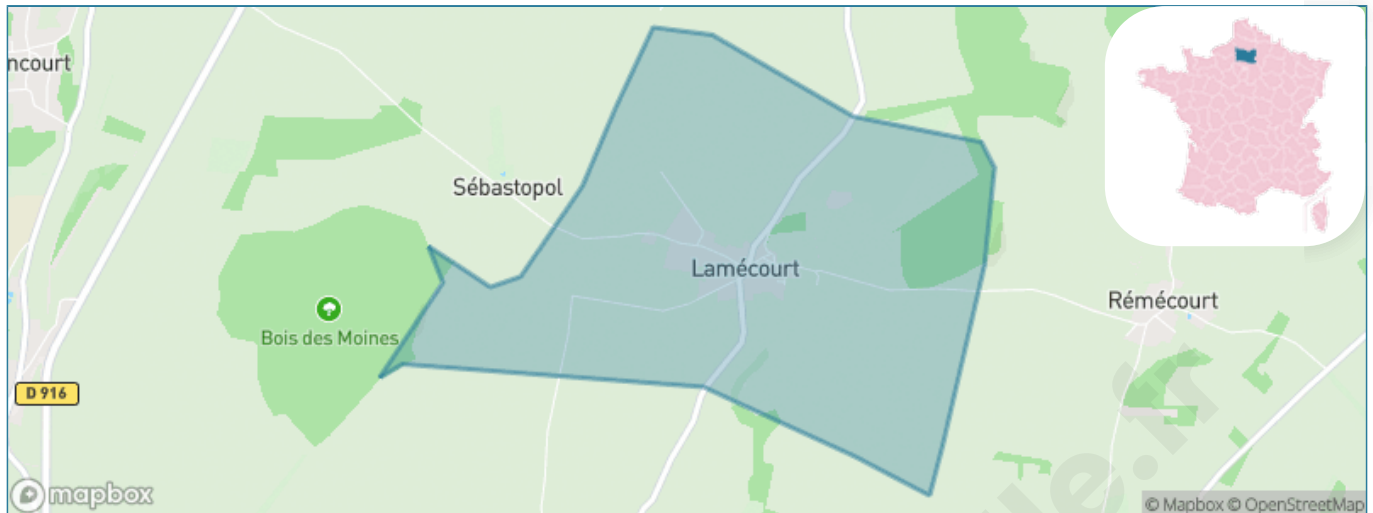 ncourt
Sébastopol
Lamécourt
Rémécourt
Bois des Moines
D 916
mapbox
© Mapbox © OpenStreetMap